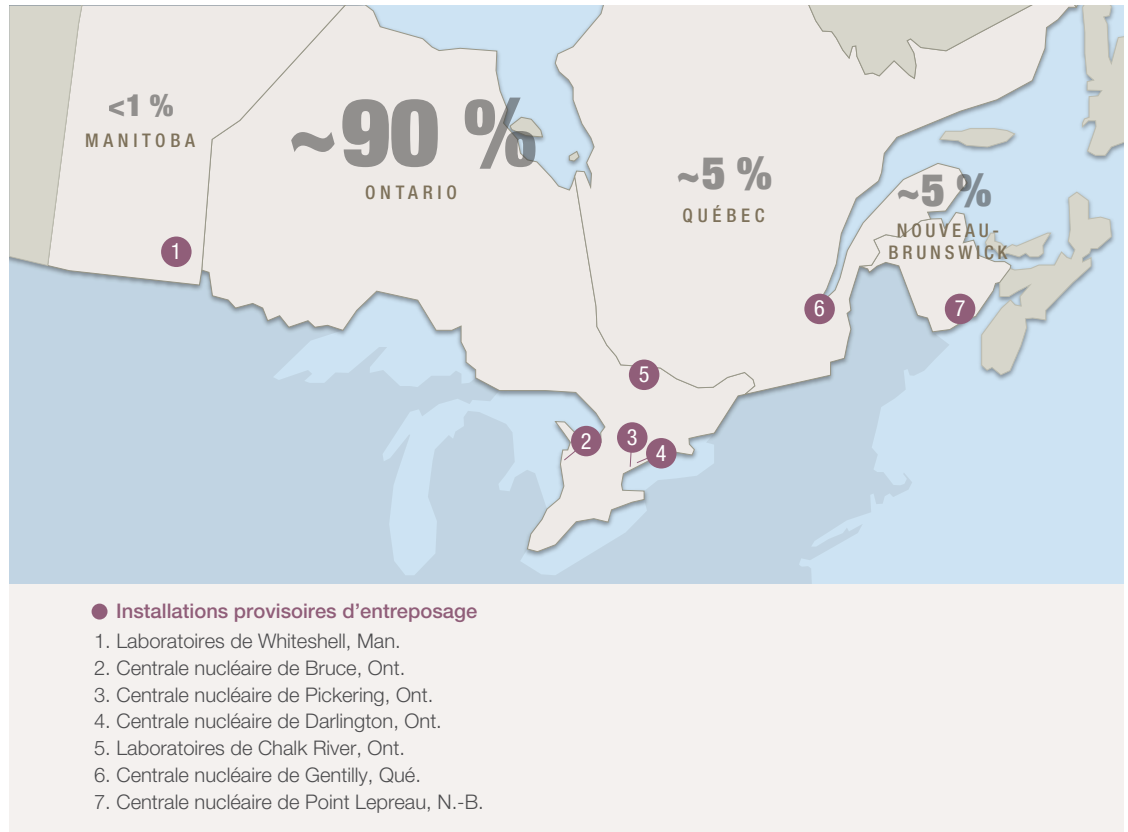 <1 %
MANITOBA
~90 %
ONTARIO
~5 %
QUÉBEC
~5 %
NOUVEAU-
BRUNSWICK
1
2
3
4
5
6
7
Installations provisoires d’entreposage
1. Laboratoires de Whiteshell, Man.
2. Centrale nucléaire de Bruce, Ont.
3. Centrale nucléaire de Pickering, Ont.
4. Centrale nucléaire de Darlington, Ont.
5. Laboratoires de Chalk River, Ont.
6. Centrale nucléaire de Gentilly, Qué.
7. Centrale nucléaire de Point Lepreau, N.-B.